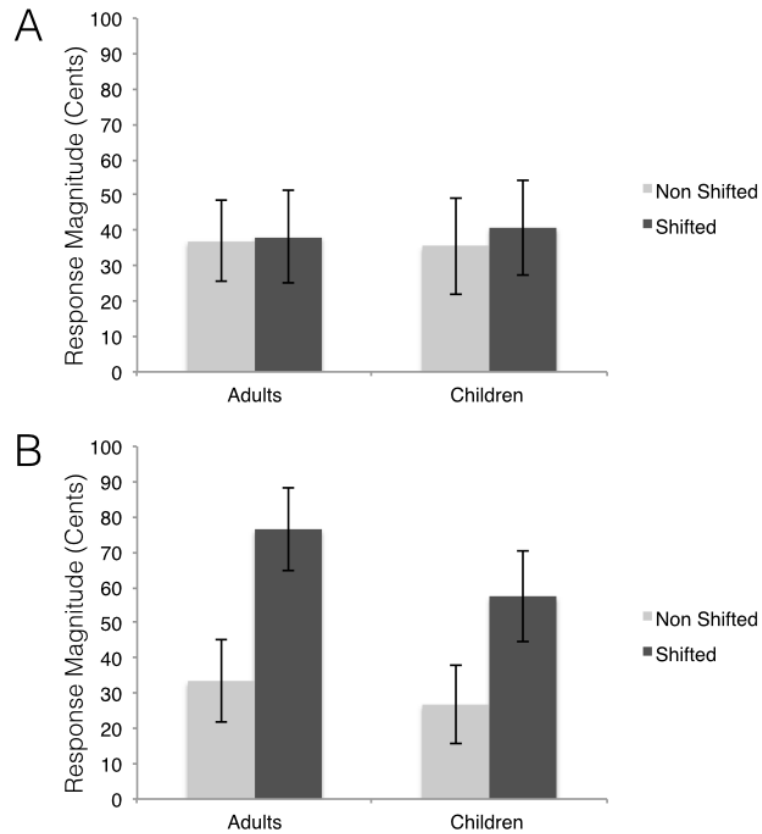 A
Response Magnitude (Cents)
100
90
80
70
60
50
40
30
20
10
0
Adults
Children
Non Shifted
Shifted
B
Response Magnitude (Cents)
100
90
80
70
60
50
40
30
20
10
0
Adults
Children
Non Shifted
Shifted